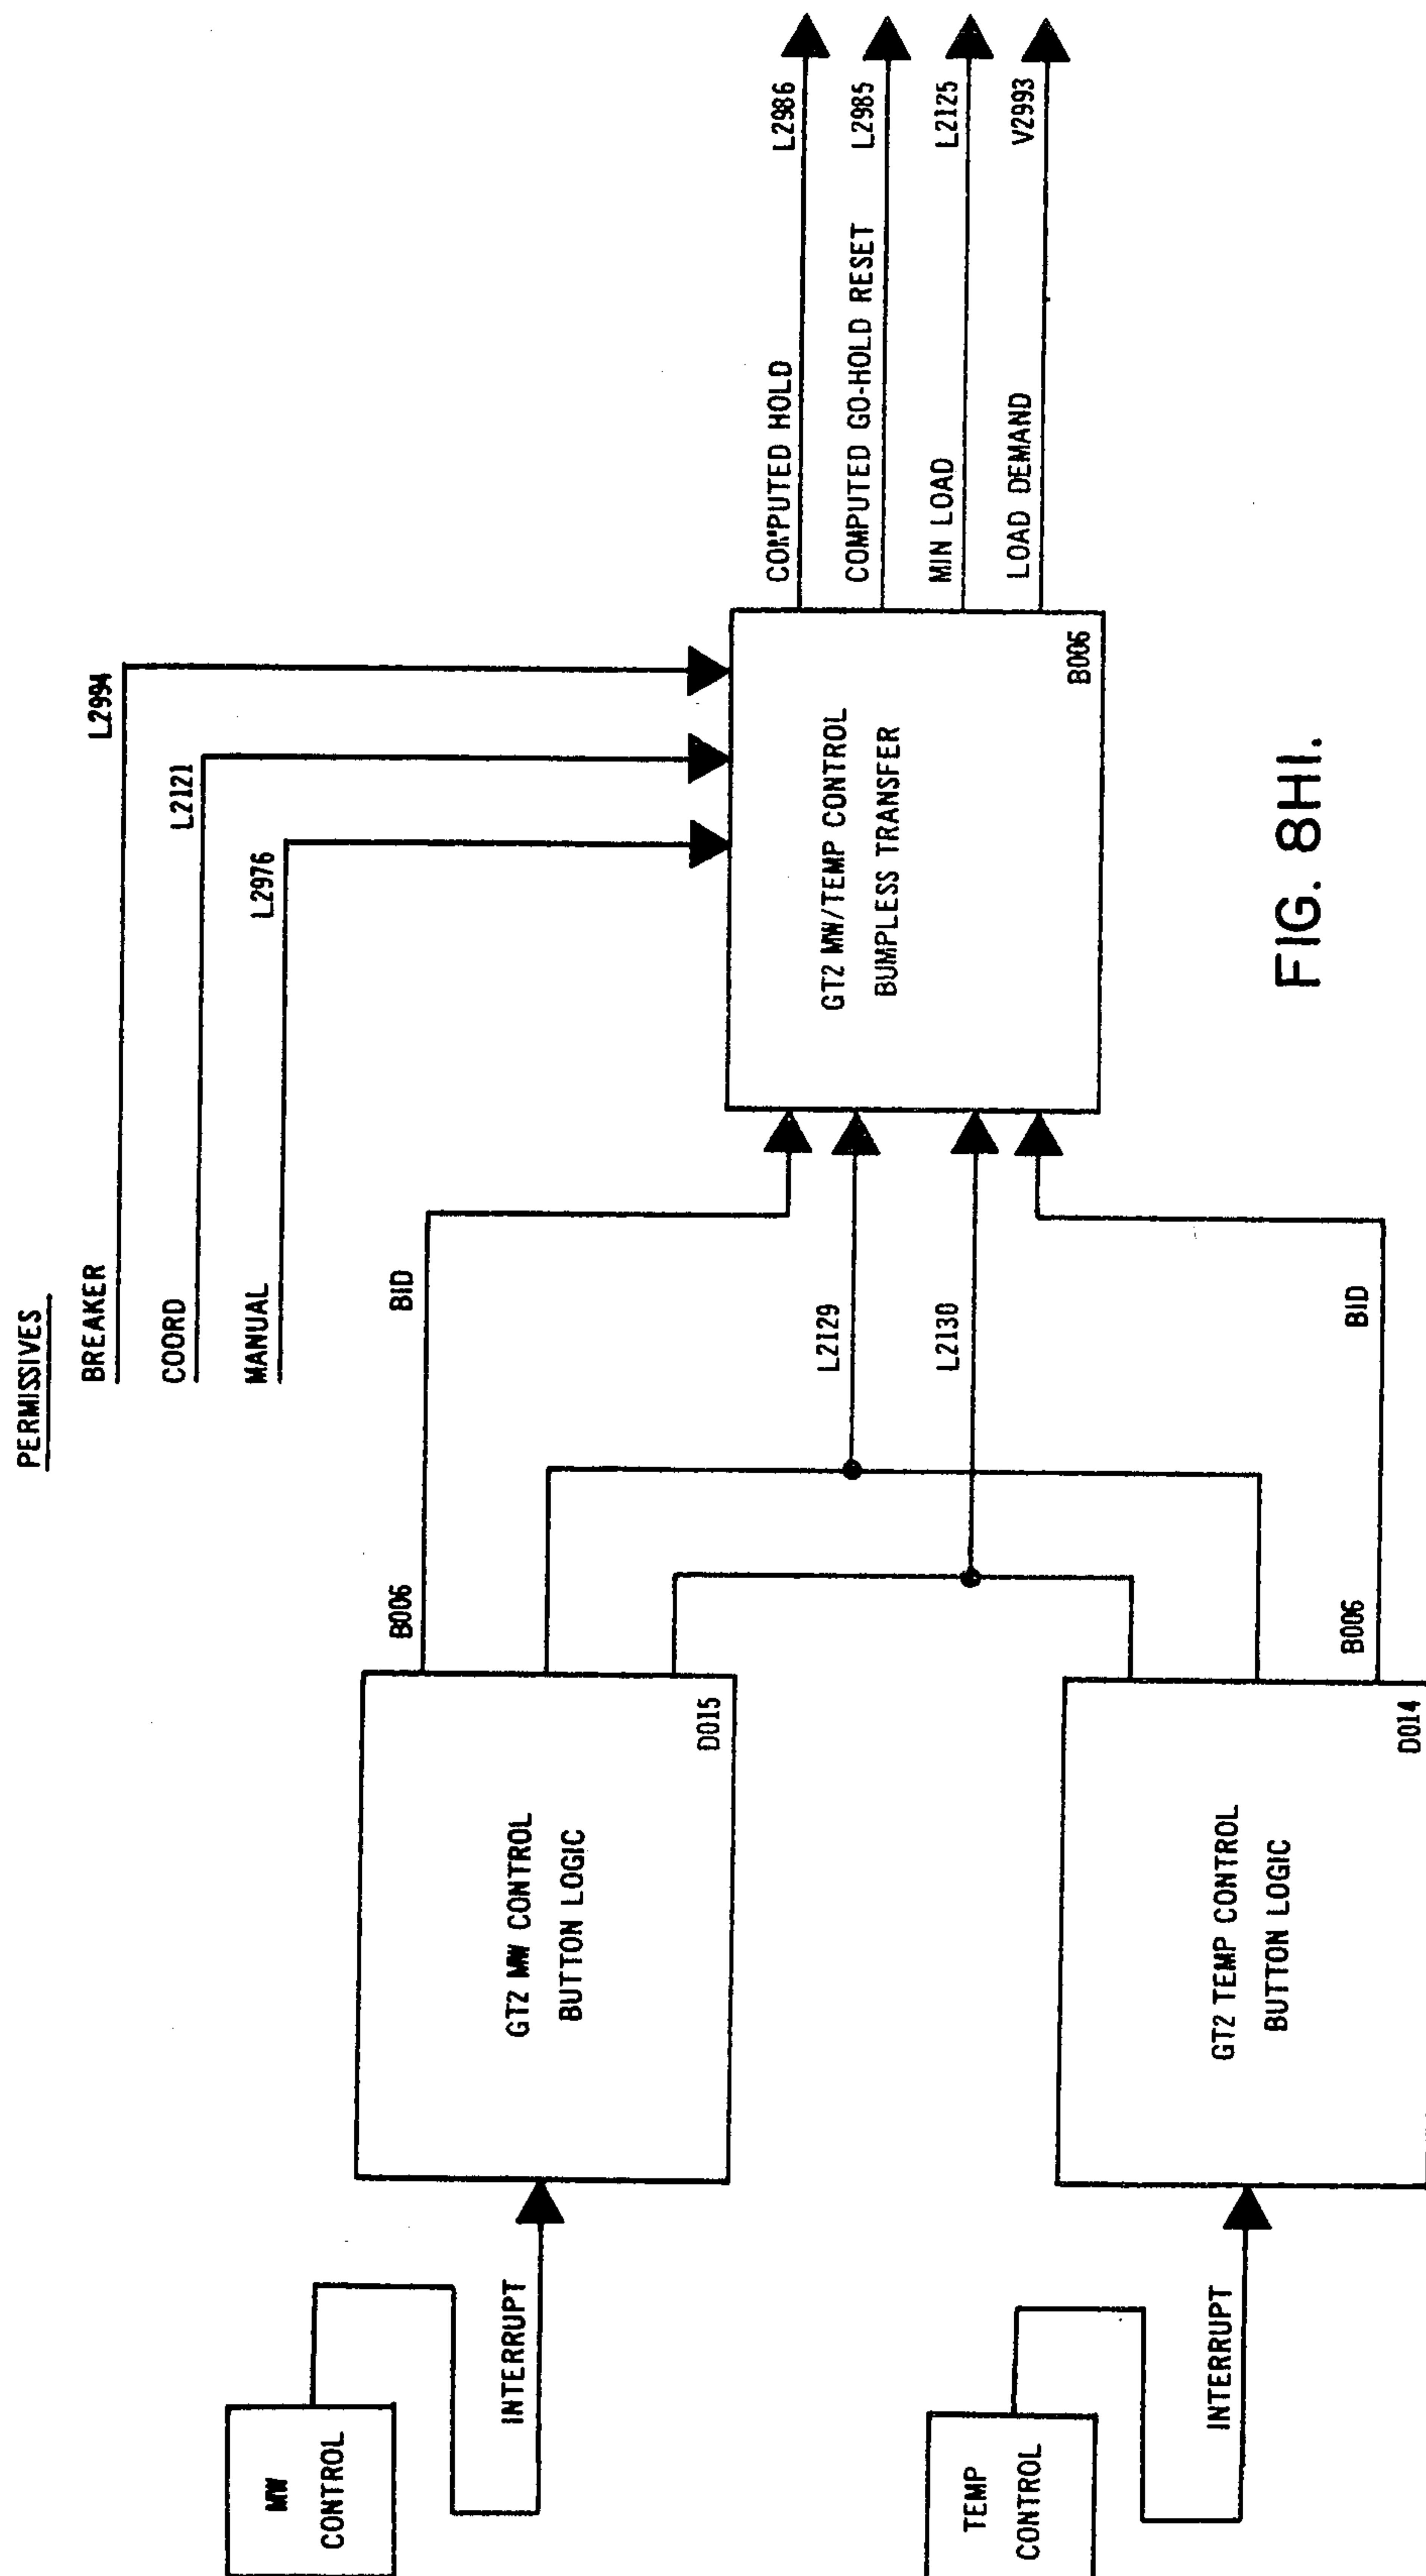 PERMISSIVES
BREAKER
L2994
COORD
L2121
MANUAL
L2976
MW
CONTROL
INTERRUPT
GT2 MW CONTROL
BUTTON LOGIC
D015
B006
BID
L2129
L2130
TEMP
CONTROL
INTERRUPT
GT2 TEMP CONTROL
BUTTON LOGIC
D014
B006
BID
GT2 MW/TEMP CONTROL
BUMPLESS TRANSFER
B006
COMPUTED HOLD
L2986
COMPUTED GO-HOLD RESET
L2985
MIN LOAD
L2125
LOAD DEMAND
V2993
FIG. 8H1.